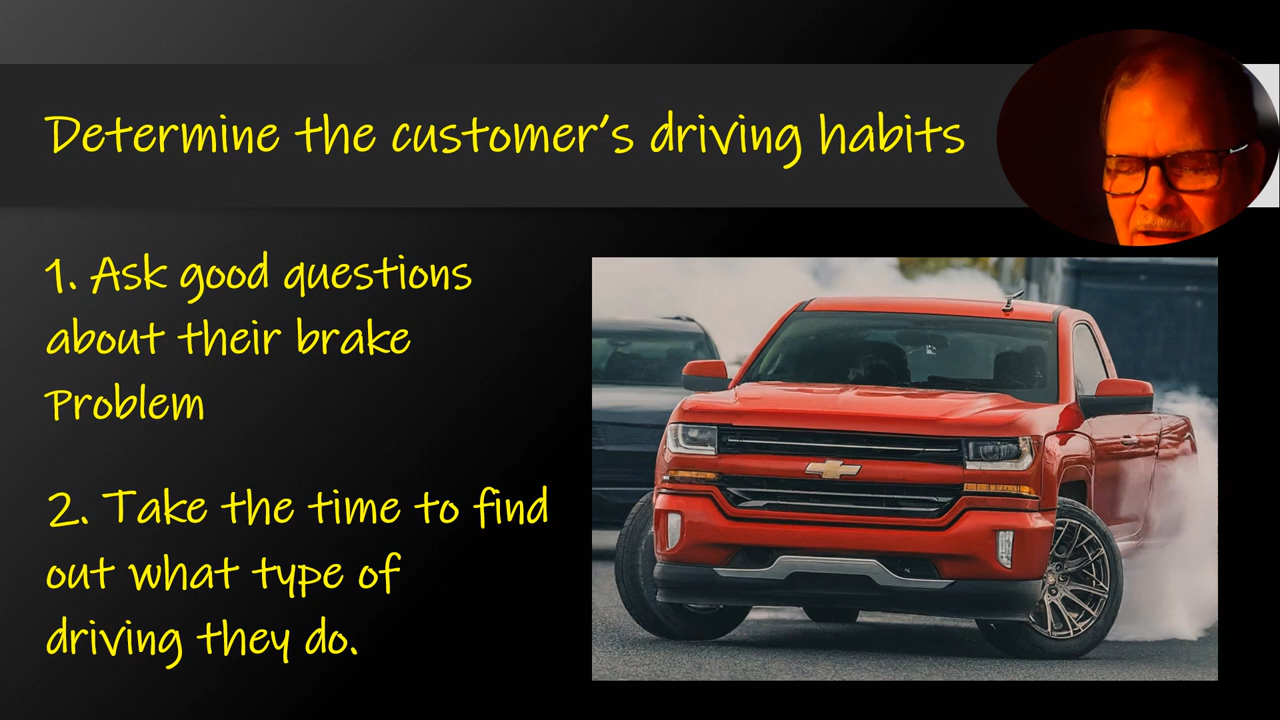 Determine the customer's driving habits
1. Ask good questions
about their brake
Problem
2. Take the time to find
out what type of
driving they do.